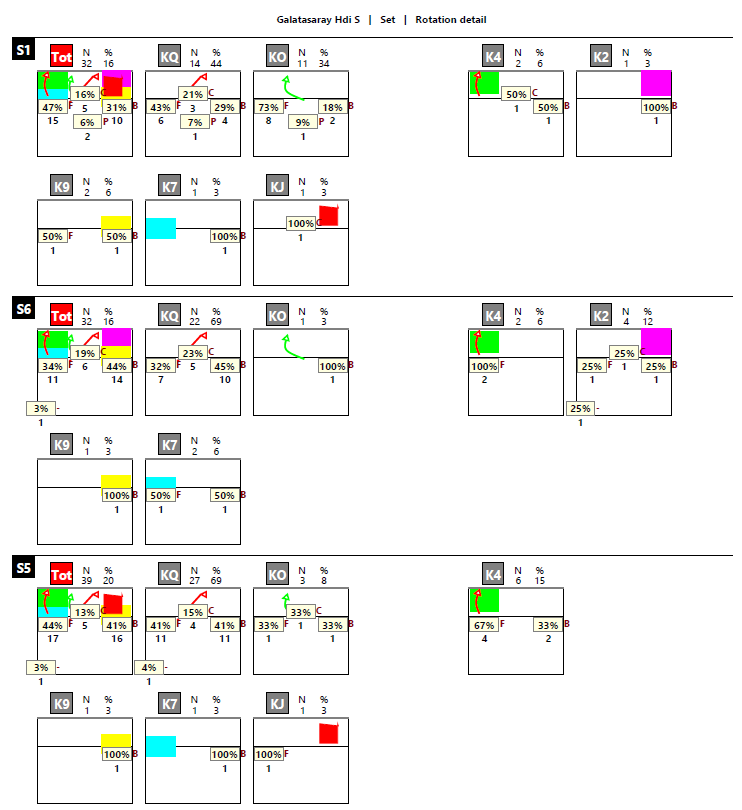 Galatasaray Hdi S | Set | Rotation detail
S1
Tot N % 32 16
KQ N % 14 44
KO N % 11 34
K4 N % 2 6
K2 N % 1 3
16% C 5
47% F 15
31% B 10
6% P 2
21% C 3
43% F 6
29% B 4
7% P 1
73% F 8
18% B 2
9% P 1
50% C 1
50% B 1
100% B 1
K9 N % 2 6
K7 N % 1 3
KJ N % 1 3
50% F 1
50% B 1
100% B 1
100% C 1
S6
Tot N % 32 16
KQ N % 22 69
KO N % 1 3
K4 N % 2 6
K2 N % 4 12
19% C 6
34% F 11
44% B 14
3% - 1
23% C 5
32% F 7
45% B 10
100% B 1
100% F 2
25% C 1
25% F 1
25% B 1
25% - 1
K9 N % 1 3
K7 N % 2 6
100% B 1
50% F 1
50% B 1
S5
Tot N % 39 20
KQ N % 27 69
KO N % 3 8
K4 N % 6 15
13% C 5
44% F 17
41% B 16
3% - 1
15% C 4
41% F 11
41% B 11
4% - 1
33% C 1
33% F 1
33% B 1
67% F 4
33% B 2
K9 N % 1 3
K7 N % 1 3
KJ N % 1 3
100% B 1
100% B 1
100% F 1